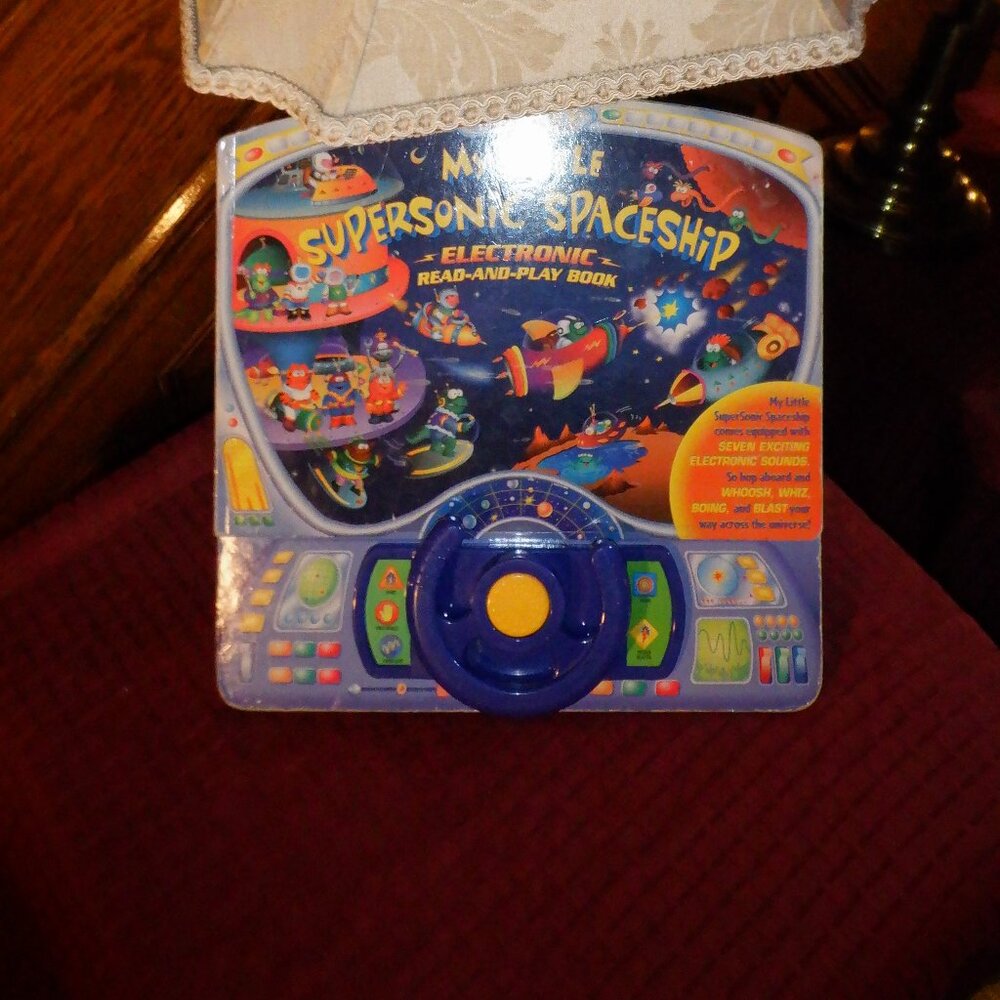 My
SUPERSONIC SPACESHIP
ELECTRONIC
READ-AND-PLAY BOOK
My Little
SuperSonic Spaceship
comes equipped with
SEVEN EXCITING
ELECTRONIC SOUNDS.
So hop aboard and
WHOOSH, WHIZ,
BOING, and BLAST your
way across the universe!